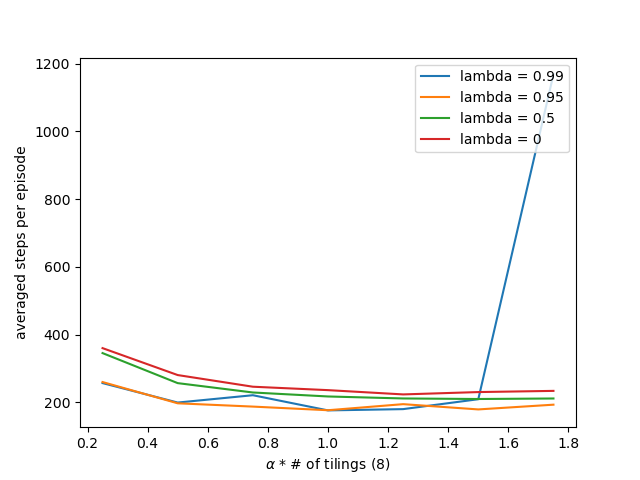 1200
1000
800
600
400
200
averaged steps per episode
lambda = 0.99
lambda = 0.95
lambda = 0.5
lambda = 0
0.2 0.4 0.6 0.8 1.0 1.2 1.4 1.6 1.8
α * # of tilings (8)